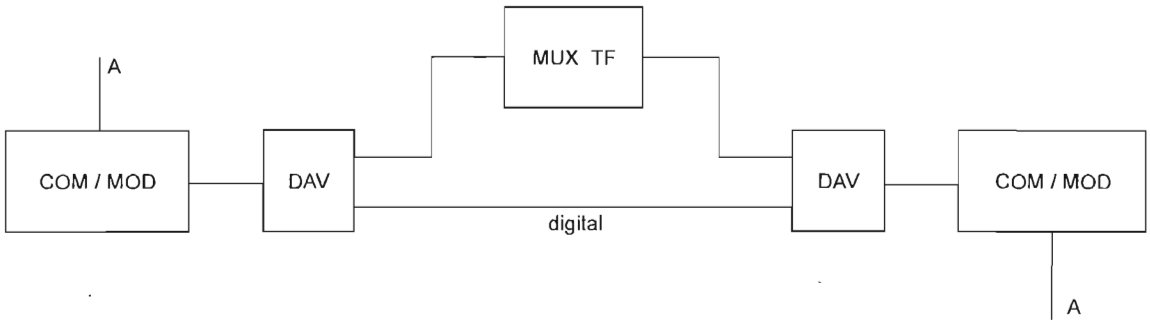 MUX TF
A
COM / MOD
DAV
DAV
COM / MOD
digital
A